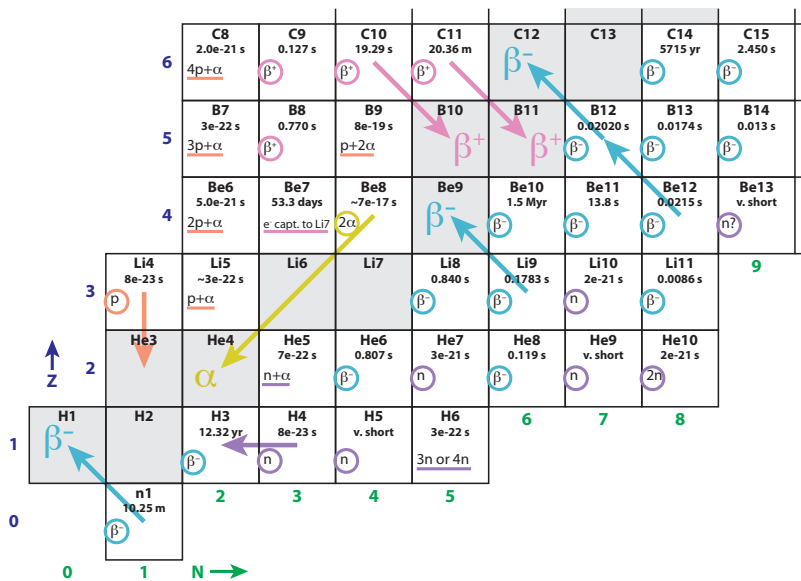 C8 C9 C10 C11 C12 C13 C14 C15
2.0e-21 s 0.127 s 19.29 s 20.36 m 5715 yr 2.450 s
6 4p+α β⁺ β⁺ β⁺ β⁻ β⁻ β⁻
B7 B8 B9 B10 B11 B12 B13 B14
3e-22 s 0.770 s 8e-19 s 0.02020 s 0.0174 s 0.013 s
5 3p+α β⁺ p+2α β⁺ β⁺ β⁻ β⁻ β⁻
Be6 Be7 Be8 Be9 Be10 Be11 Be12 Be13
5.0e-21 s 53.3 days ~7e-17 s 1.5 Myr 13.8 s 0.0215 s v. short
4 2p+α e⁻ capt. to Li7 2α β⁻ β⁻ β⁻ β⁻ n?
Li4 Li5 Li6 Li7 Li8 Li9 Li10 Li11
8e-23 s ~3e-22 s 0.840 s 0.1783 s 2e-21 s 0.0086 s 9
3 p p+α β⁻ β⁻ n β⁻
He3 He4 He5 He6 He7 He8 He9 He10
7e-22 s 0.807 s 3e-21 s 0.119 s v. short 2e-21 s
Z 2 α n+α β⁻ n β⁻ n 2n
H1 H2 H3 H4 H5 H6 6 7 8
12.32 yr 8e-23 s v. short 3e-22 s
1 β⁻ β⁻ n n 3n or 4n
n1 2 3 4 5
10.25 m
0 β⁻
0 1 N